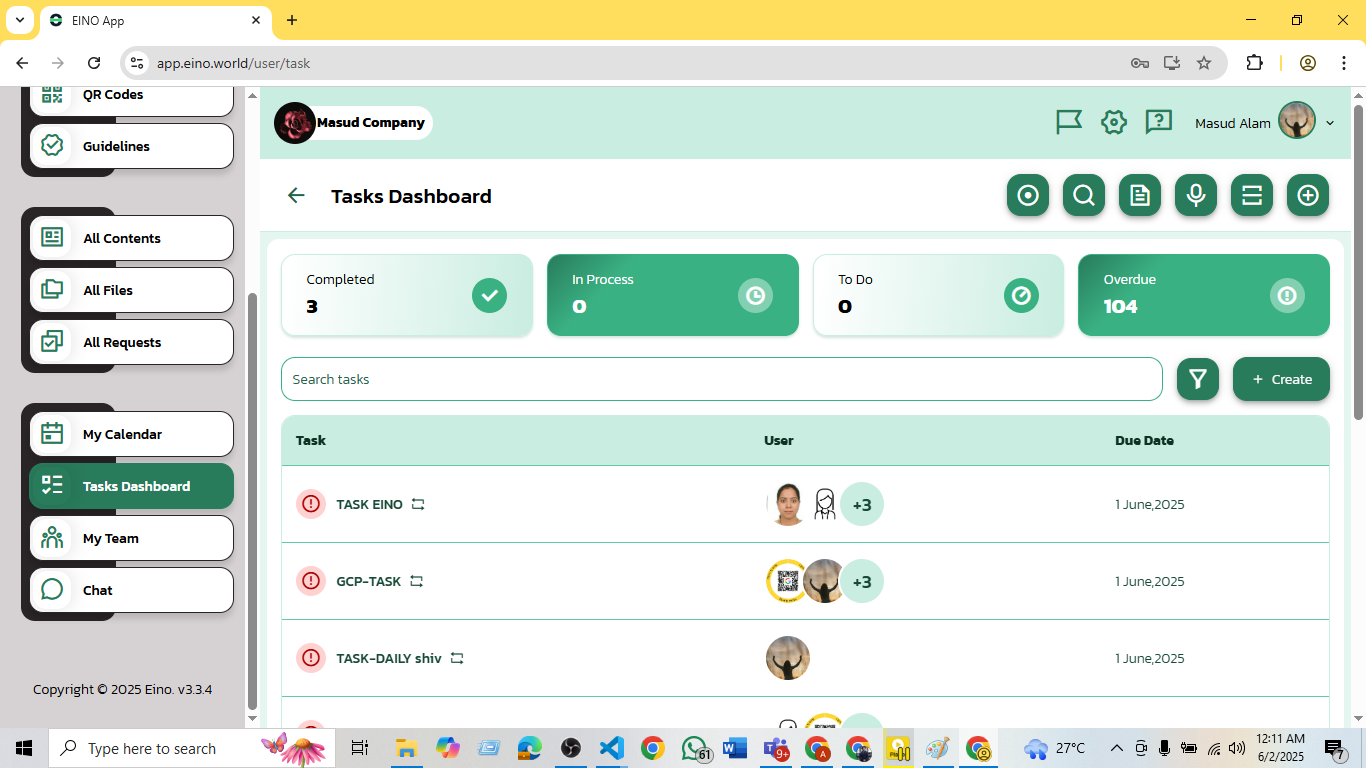 EINO App
app.eino.world/user/task
QR Codes
Guidelines
All Contents
All Files
All Requests
My Calendar
Tasks Dashboard
My Team
Chat
Copyright © 2025 Eino. v3.3.4
Masud Company
Masud Alam
Tasks Dashboard
Completed
3
In Process
0
To Do
0
Overdue
104
Search tasks
+ Create
Task User Due Date
TASK EINO +3 1 June,2025
GCP-TASK +3 1 June,2025
TASK-DAILY shiv 1 June,2025
Type here to search
61
9+
A
27°C
12:11 AM
6/2/2025
7